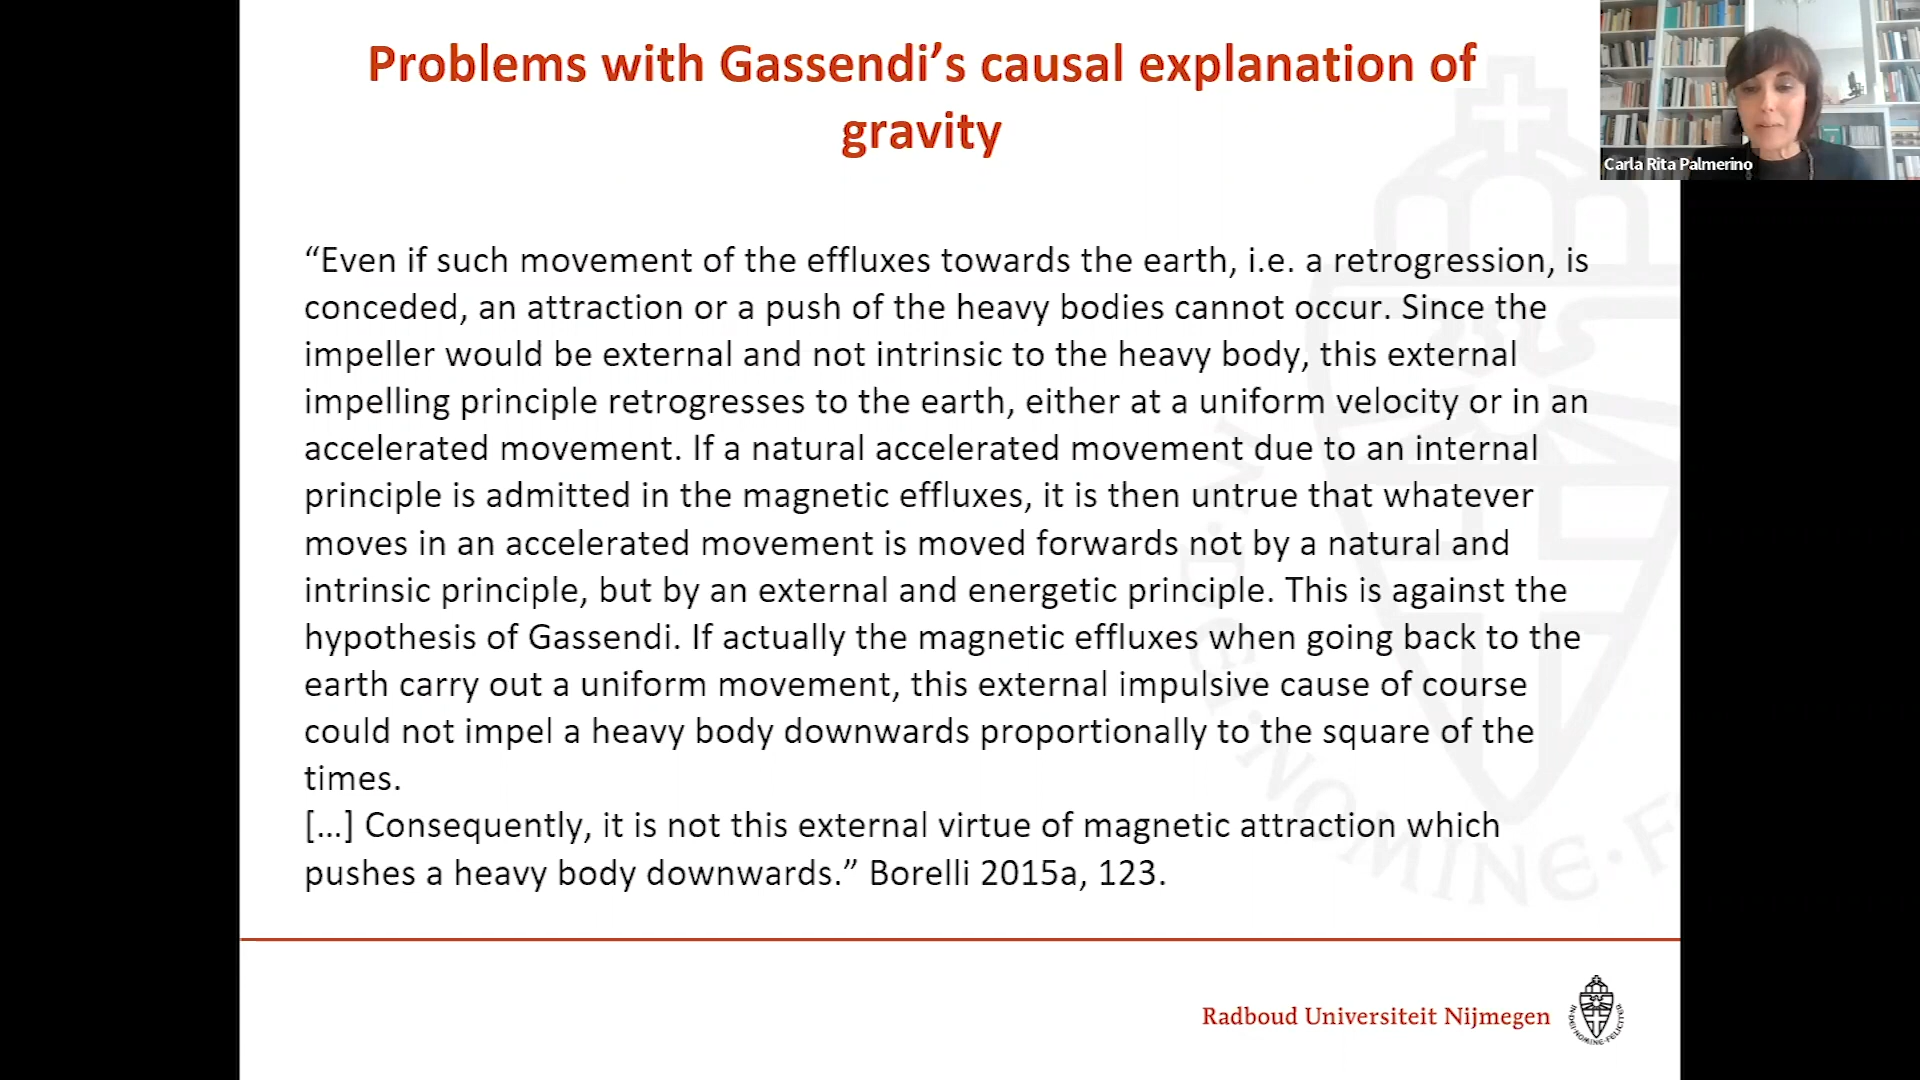 Problems with Gassendi’s causal explanation of
gravity
Carla Rita Palmerino
“Even if such movement of the effluxes towards the earth, i.e. a retrogression, is
conceded, an attraction or a push of the heavy bodies cannot occur. Since the
impeller would be external and not intrinsic to the heavy body, this external
impelling principle retrogresses to the earth, either at a uniform velocity or in an
accelerated movement. If a natural accelerated movement due to an internal
principle is admitted in the magnetic effluxes, it is then untrue that whatever
moves in an accelerated movement is moved forwards not by a natural and
intrinsic principle, but by an external and energetic principle. This is against the
hypothesis of Gassendi. If actually the magnetic effluxes when going back to the
earth carry out a uniform movement, this external impulsive cause of course
could not impel a heavy body downwards proportionally to the square of the
times.
[…] Consequently, it is not this external virtue of magnetic attraction which
pushes a heavy body downwards.” Borelli 2015a, 123.
Radboud Universiteit Nijmegen